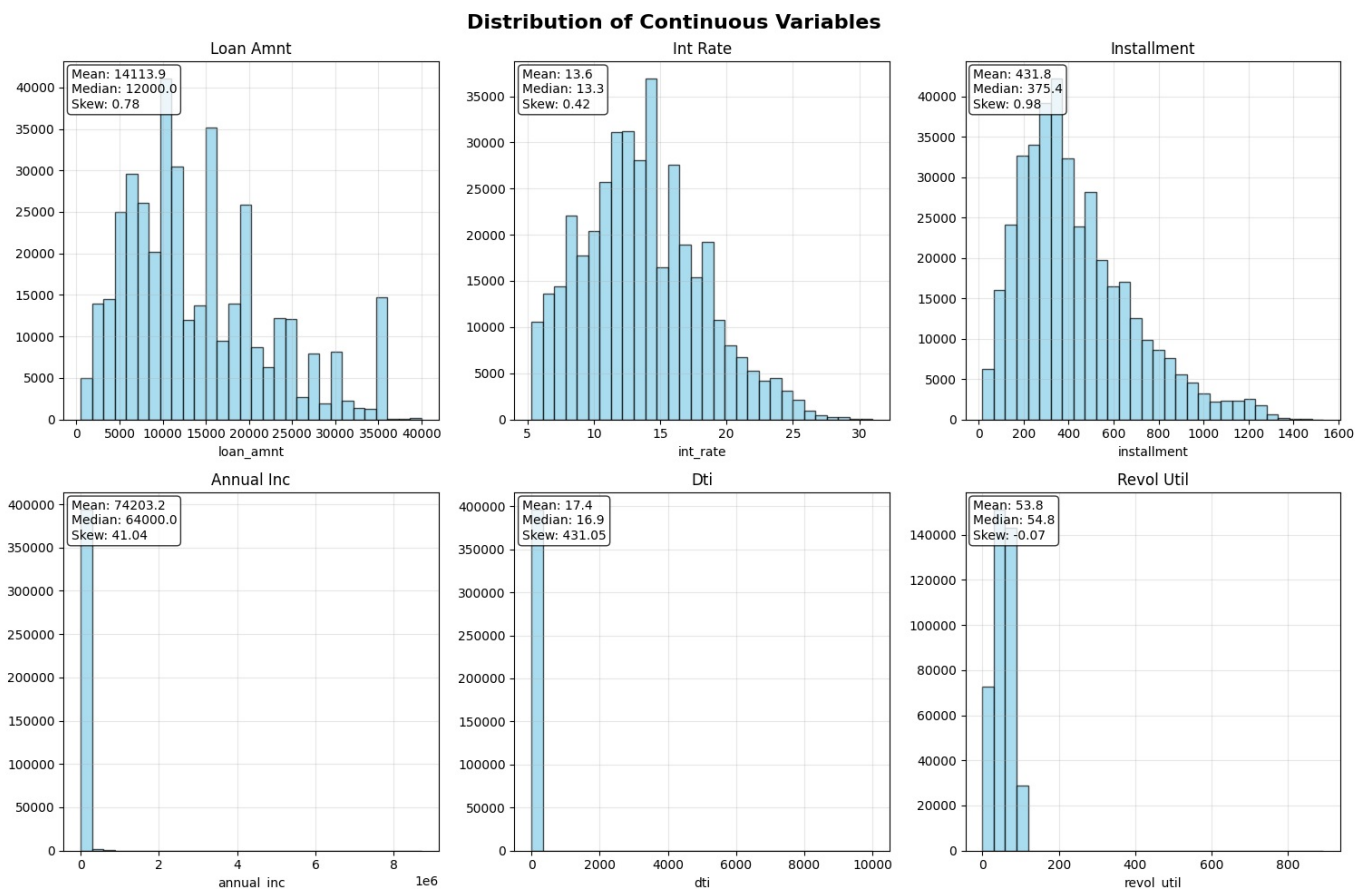 Distribution of Continuous Variables
Loan Amnt
Mean: 14113.9
Median: 12000.0
Skew: 0.78
40000
35000
30000
25000
20000
15000
10000
5000
0
0 5000 10000 15000 20000 25000 30000 35000 40000
loan_amnt
Int Rate
Mean: 13.6
Median: 13.3
Skew: 0.42
35000
30000
25000
20000
15000
10000
5000
0
5 10 15 20 25 30
int_rate
Installment
Mean: 431.8
Median: 375.4
Skew: 0.98
40000
35000
30000
25000
20000
15000
10000
5000
0
0 200 400 600 800 1000 1200 1400 1600
installment
Annual Inc
Mean: 74203.2
Median: 64000.0
Skew: 41.04
400000
350000
300000
250000
200000
150000
100000
50000
0
0 2 4 6 8
1e6
annual_inc
Dti
Mean: 17.4
Median: 16.9
Skew: 431.05
400000
350000
300000
250000
200000
150000
100000
50000
0
0 2000 4000 6000 8000 10000
dti
Revol Util
Mean: 53.8
Median: 54.8
Skew: -0.07
140000
120000
100000
80000
60000
40000
20000
0
0 200 400 600 800
revol_util